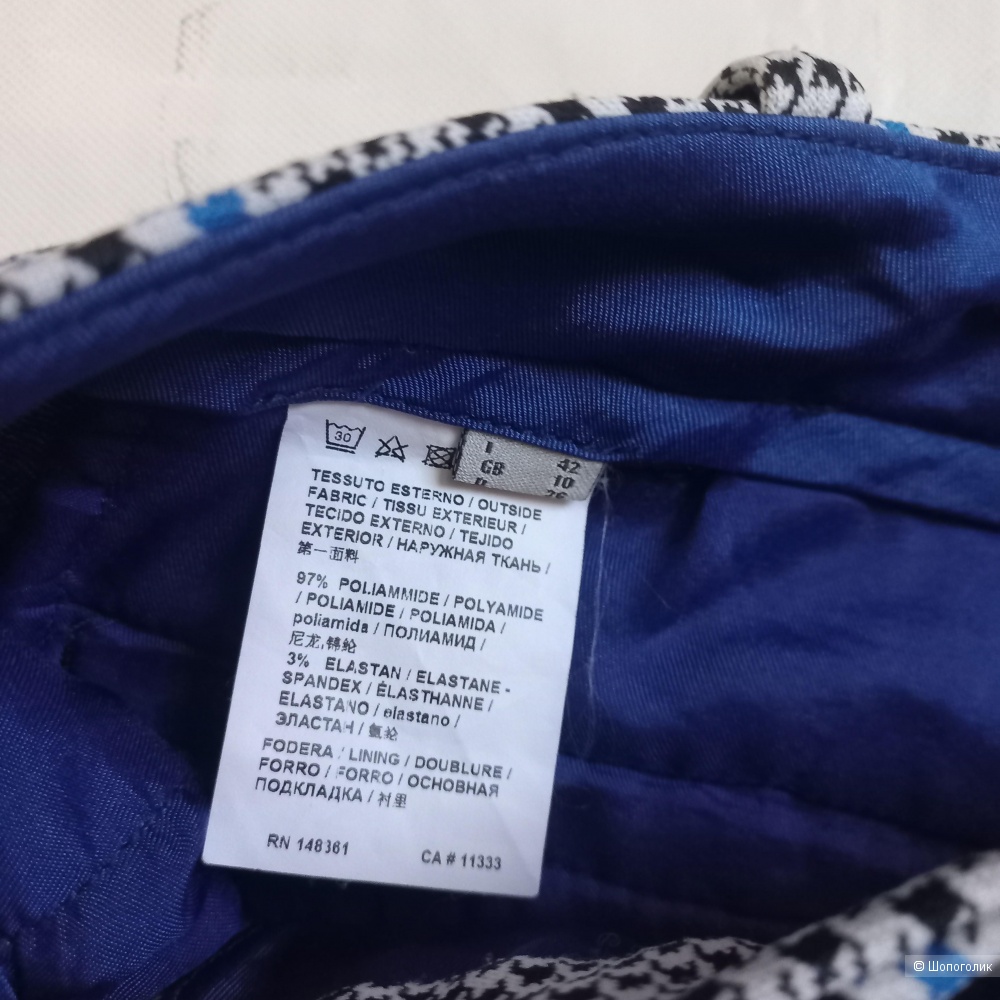 30
I 42
GB 10
TESSUTO ESTERNO / OUTSIDE
FABRIC / TISSU EXTERIEUR /
TECIDO EXTERNO / TEJIDO
EXTERIOR / НАРУЖНАЯ ТКАНЬ /
第一面料
97% POLIAMMIDE / POLYAMIDE
/ POLIAMIDE / POLIAMIDA /
poliamida / ПОЛИАМИД /
尼龙,锦纶
3% ELASTAN / ELASTANE -
SPANDEX / ÉLASTHANNE /
ELASTANO / elastano /
ЭЛАСТАН /氨纶
FODERA / LINING / DOUBLURE /
FORRO / FORRO / ОСНОВНАЯ
ПОДКЛАДКА / 衬里
RN 148361
CA # 11333
© Шопоголик